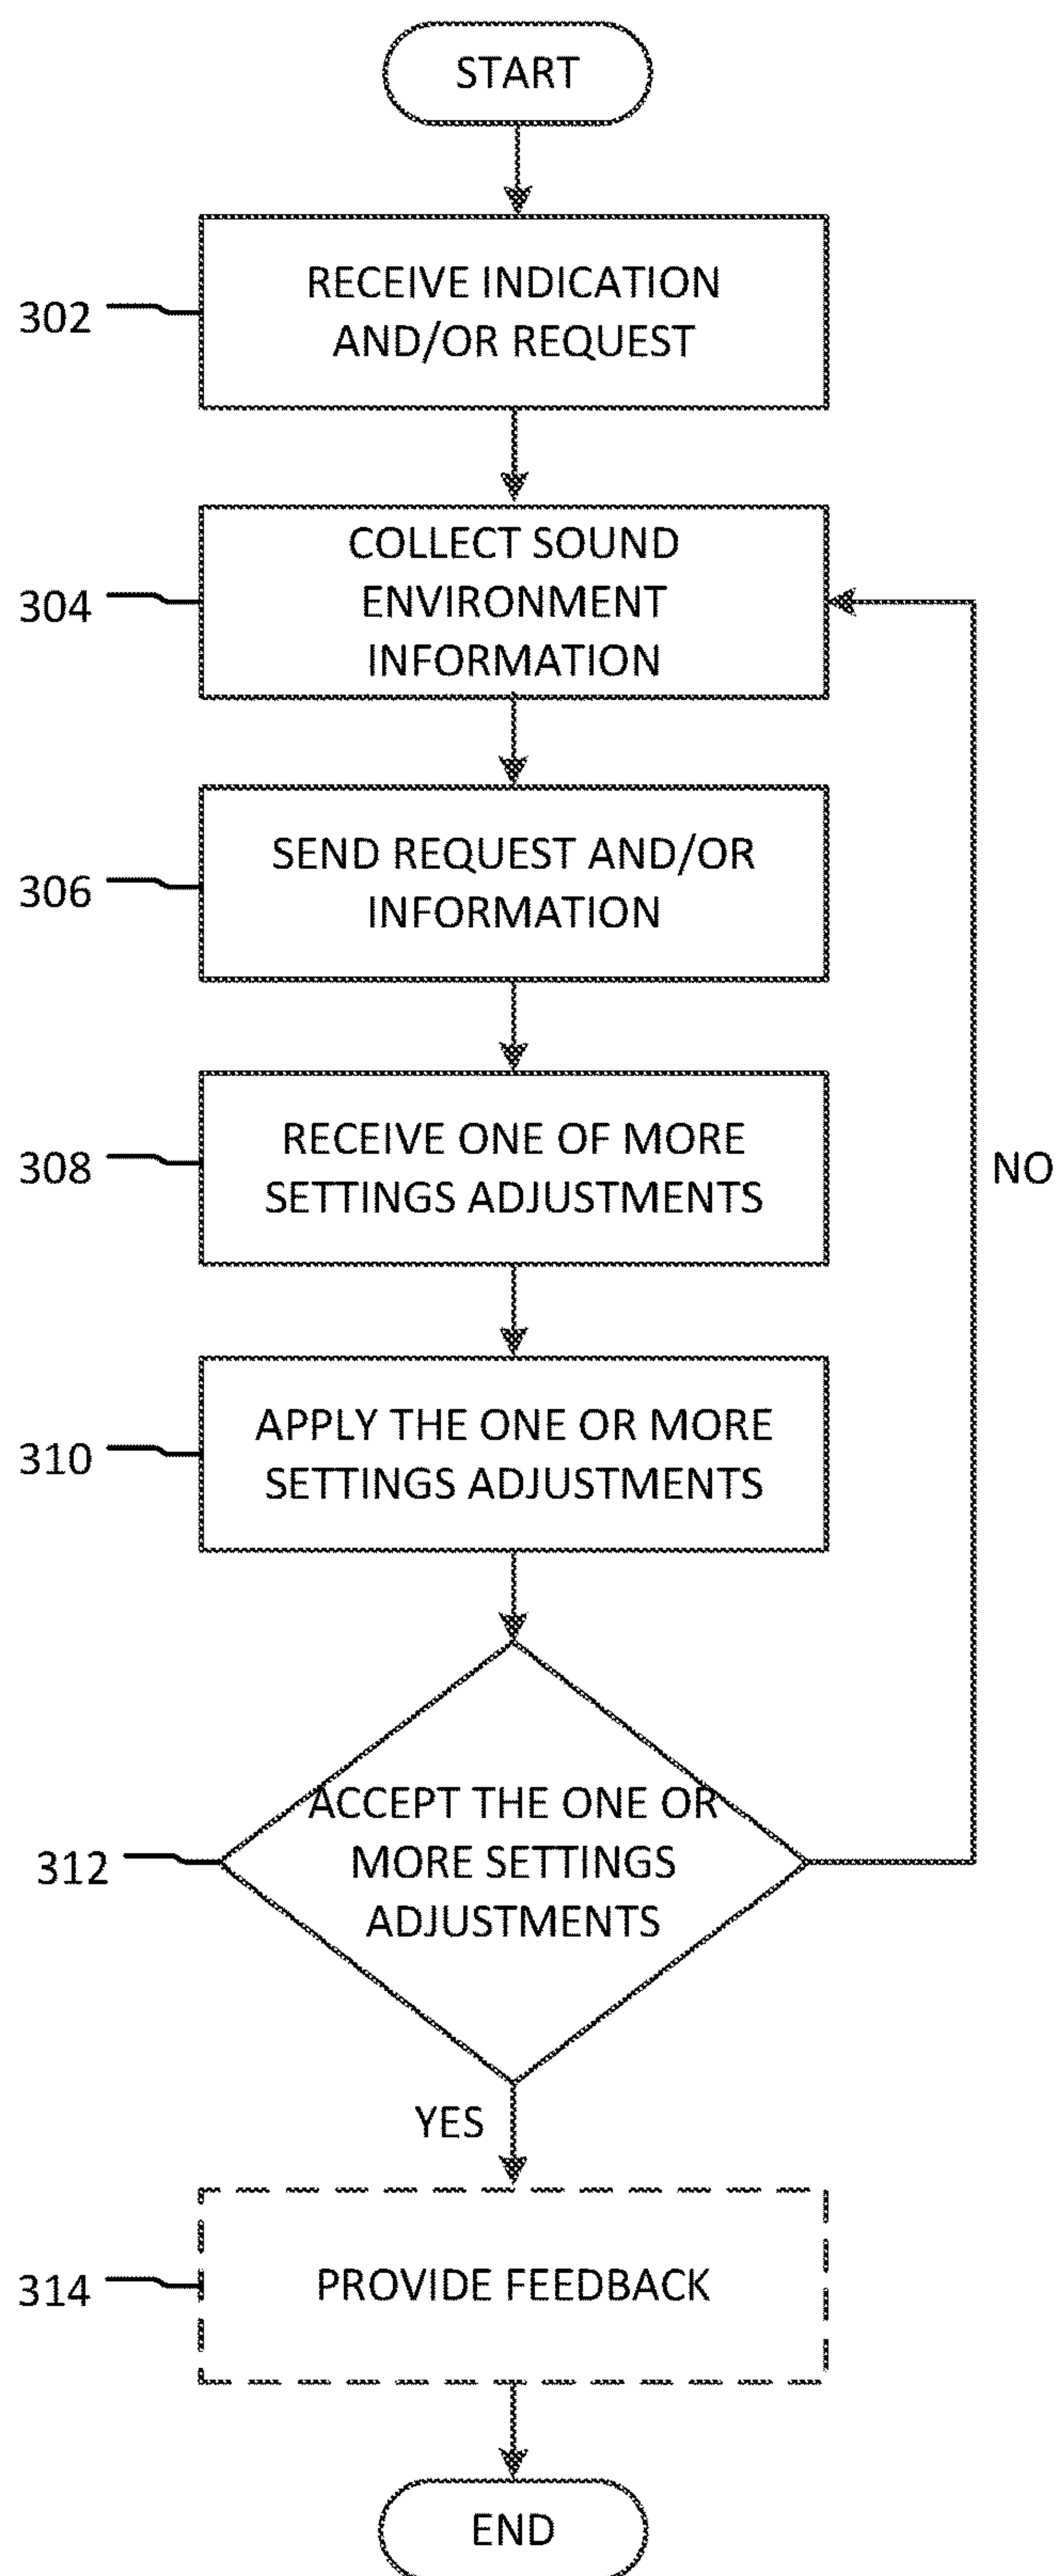 START
RECEIVE INDICATION
AND/OR REQUEST
302
COLLECT SOUND
ENVIRONMENT
INFORMATION
304
SEND REQUEST AND/OR
INFORMATION
306
RECEIVE ONE OF MORE
SETTINGS ADJUSTMENTS
308
NO
APPLY THE ONE OR MORE
SETTINGS ADJUSTMENTS
310
ACCEPT THE ONE OR
MORE SETTINGS
ADJUSTMENTS
312
YES
PROVIDE FEEDBACK
314
END